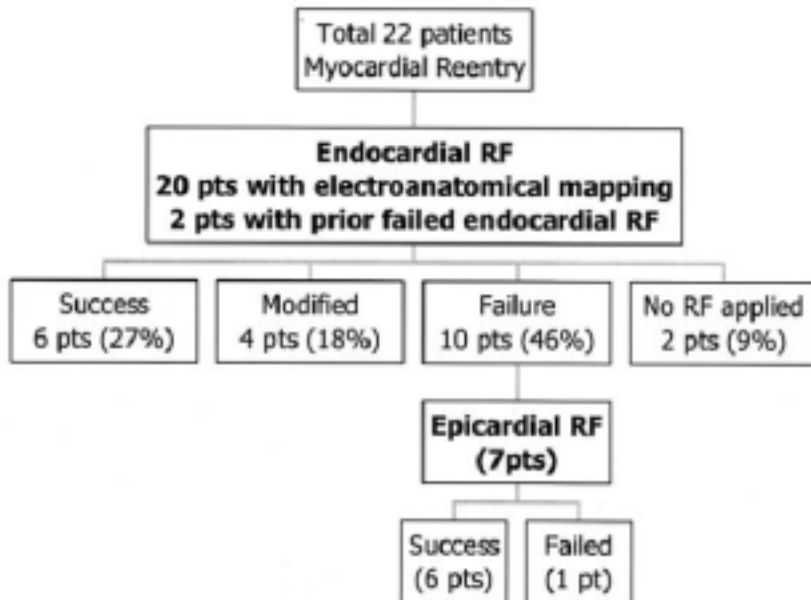 Total 22 patients
Myocardial Reentry
Endocardial RF
20 pts with electroanatomical mapping
2 pts with prior failed endocardial RF
Success
6 pts (27%)
Modified
4 pts (18%)
Failure
10 pts (46%)
No RF applied
2 pts (9%)
Epicardial RF
(7pts)
Success
(6 pts)
Failed
(1 pt)